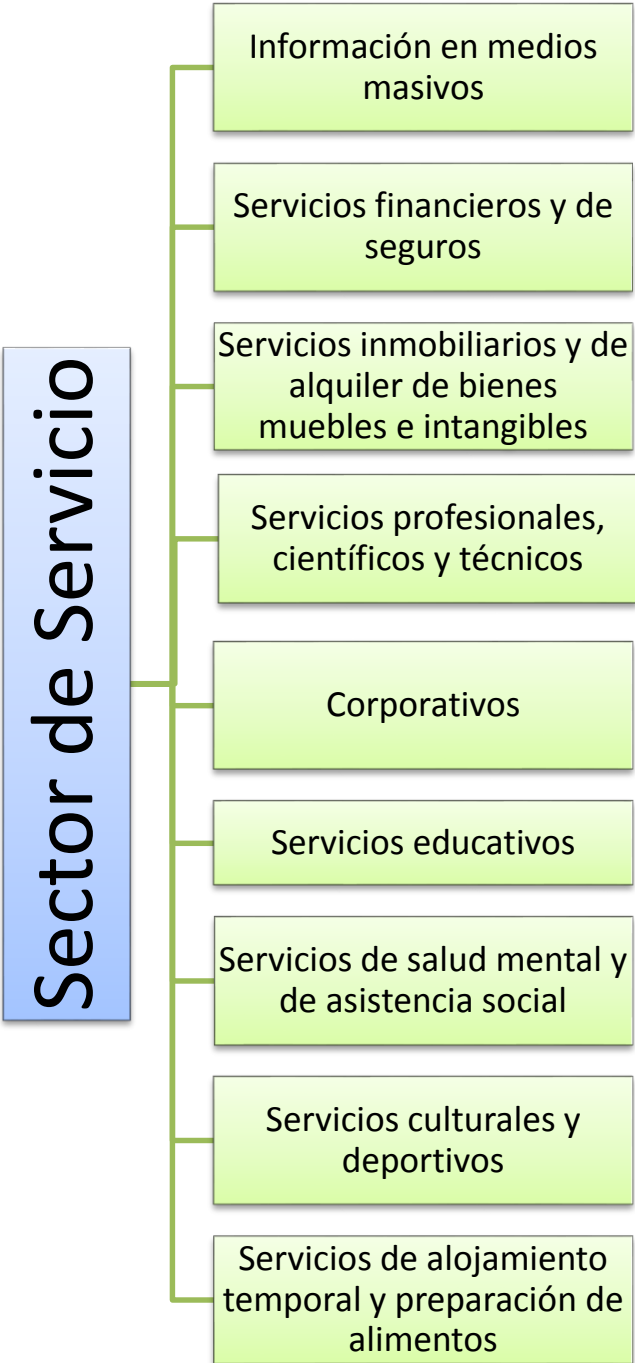 Sector de Servicio
Información en medios
masivos
Servicios financieros y de
seguros
Servicios inmobiliarios y de
alquiler de bienes
muebles e intangibles
Servicios profesionales,
científicos y técnicos
Corporativos
Servicios educativos
Servicios de salud mental y
de asistencia social
Servicios culturales y
deportivos
Servicios de alojamiento
temporal y preparación de
alimentos